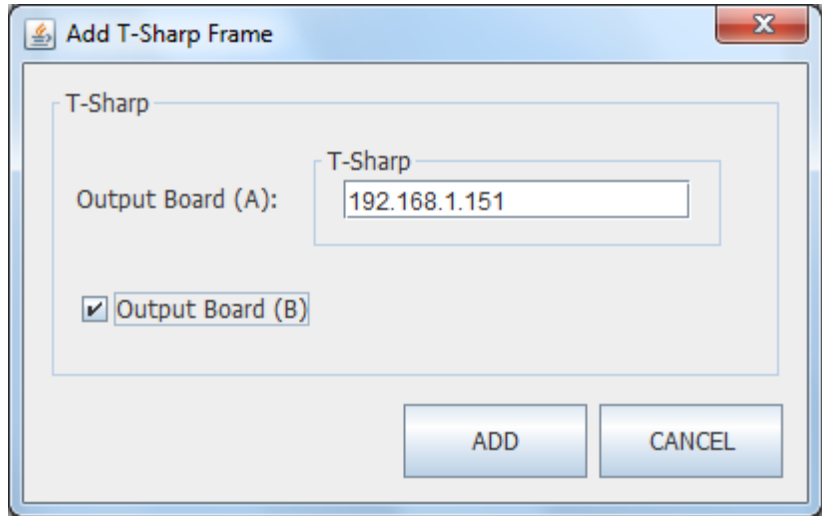 Add T-Sharp Frame
T-Sharp
T-Sharp
Output Board (A):
192.168.1.151
Output Board (B)
ADD
CANCEL